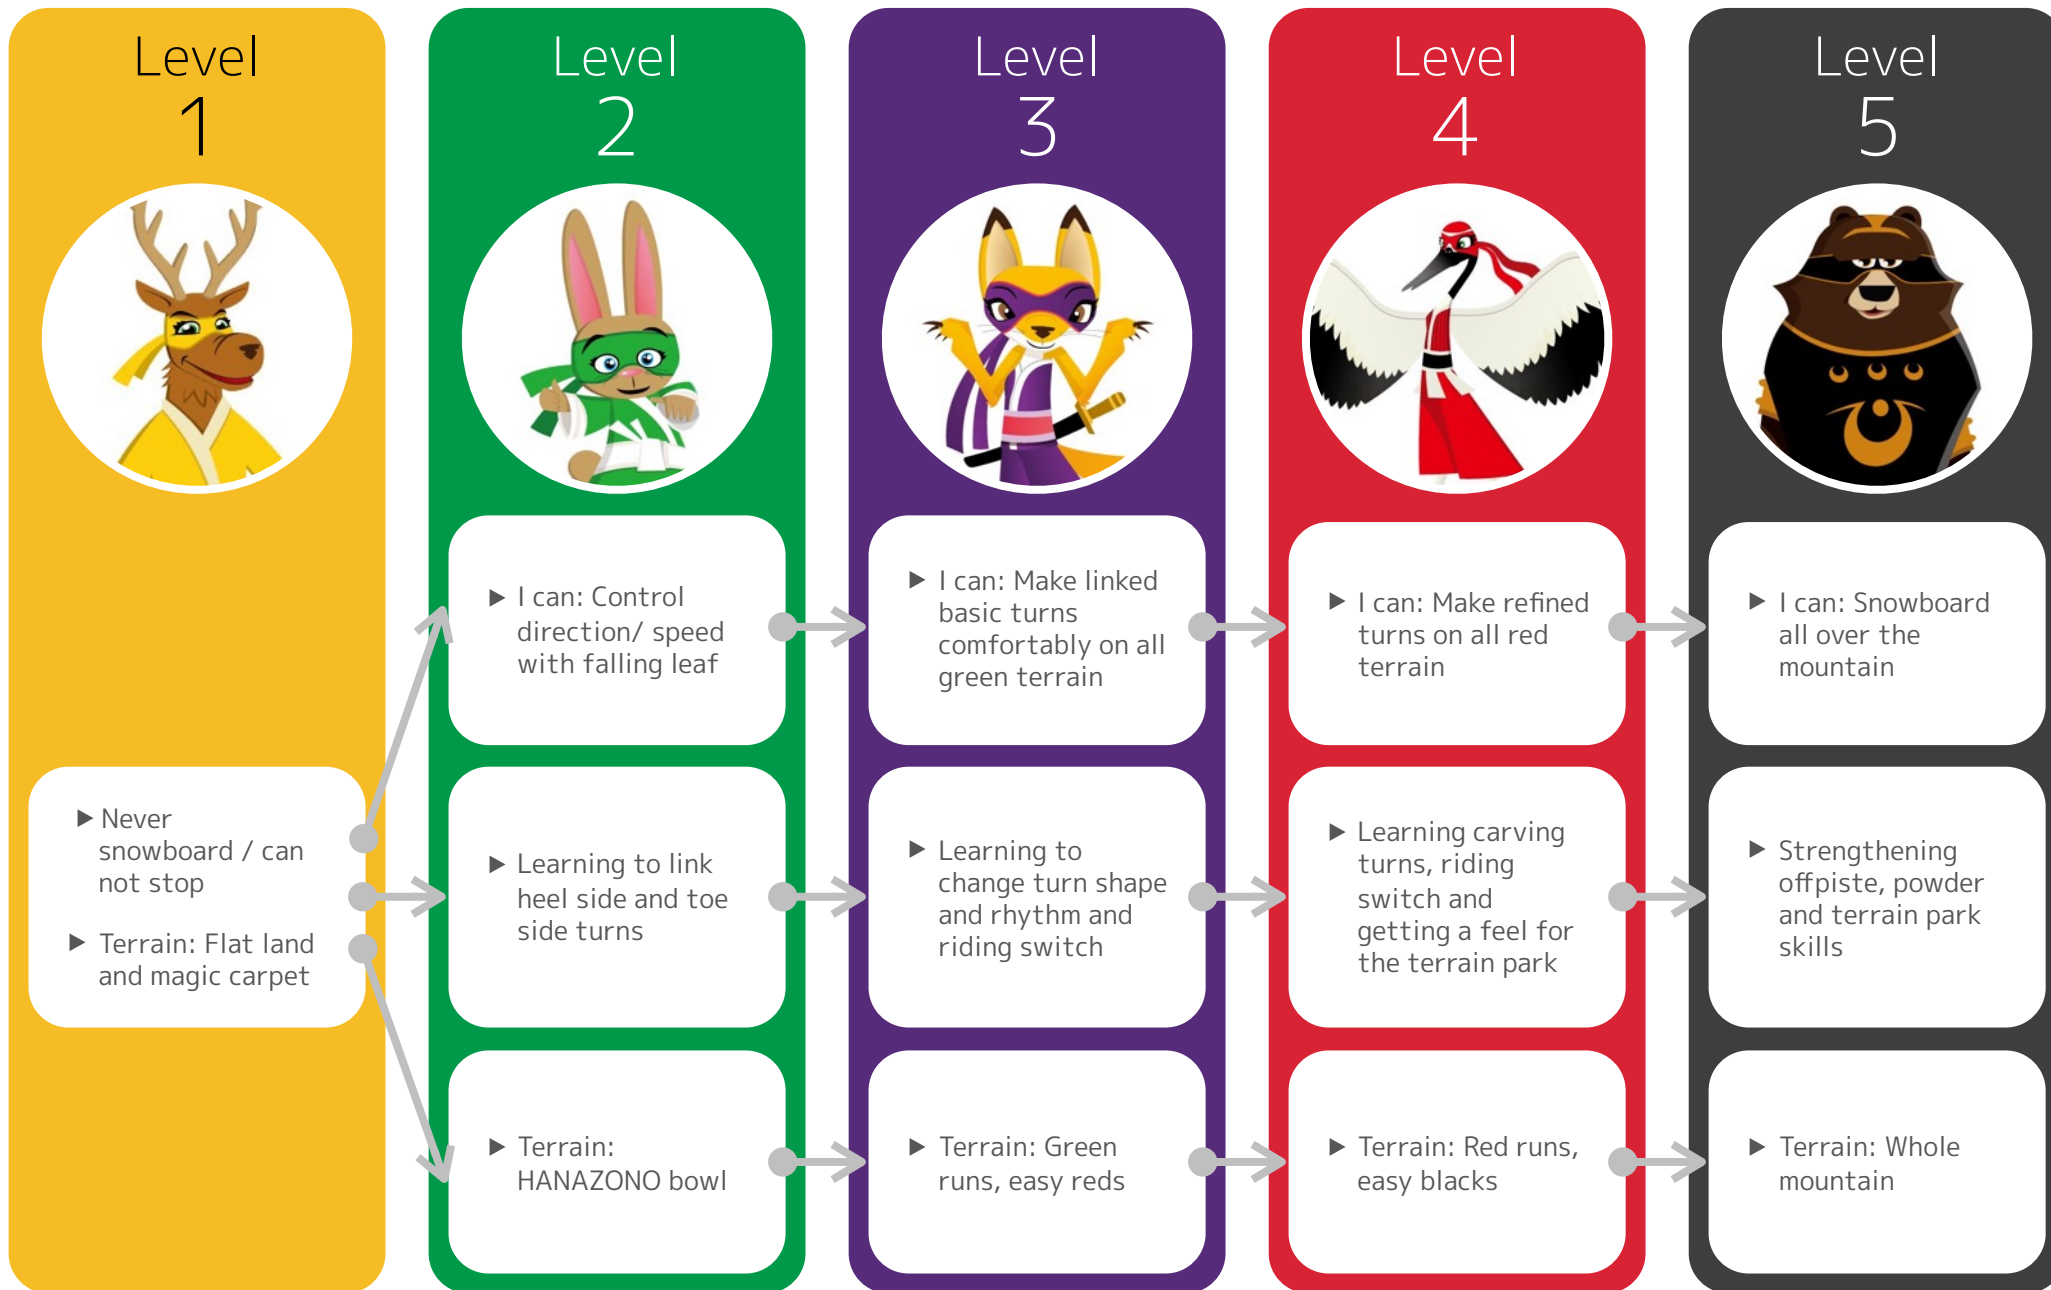 Level
1
Never
snowboard / can
not stop
Terrain: Flat land
and magic carpet
Level
2
I can: Control
direction/ speed
with falling leaf
Learning to link
heel side and toe
side turns
Terrain:
HANAZONO bowl
Level
3
I can: Make linked
basic turns
comfortably on all
green terrain
Learning to
change turn shape
and rhythm and
riding switch
Terrain: Green
runs, easy reds
Level
4
I can: Make refined
turns on all red
terrain
Learning carving
turns, riding
switch and
getting a feel for
the terrain park
Terrain: Red runs,
easy blacks
Level
5
I can: Snowboard
all over the
mountain
Strengthening
offpiste, powder
and terrain park
skills
Terrain: Whole
mountain